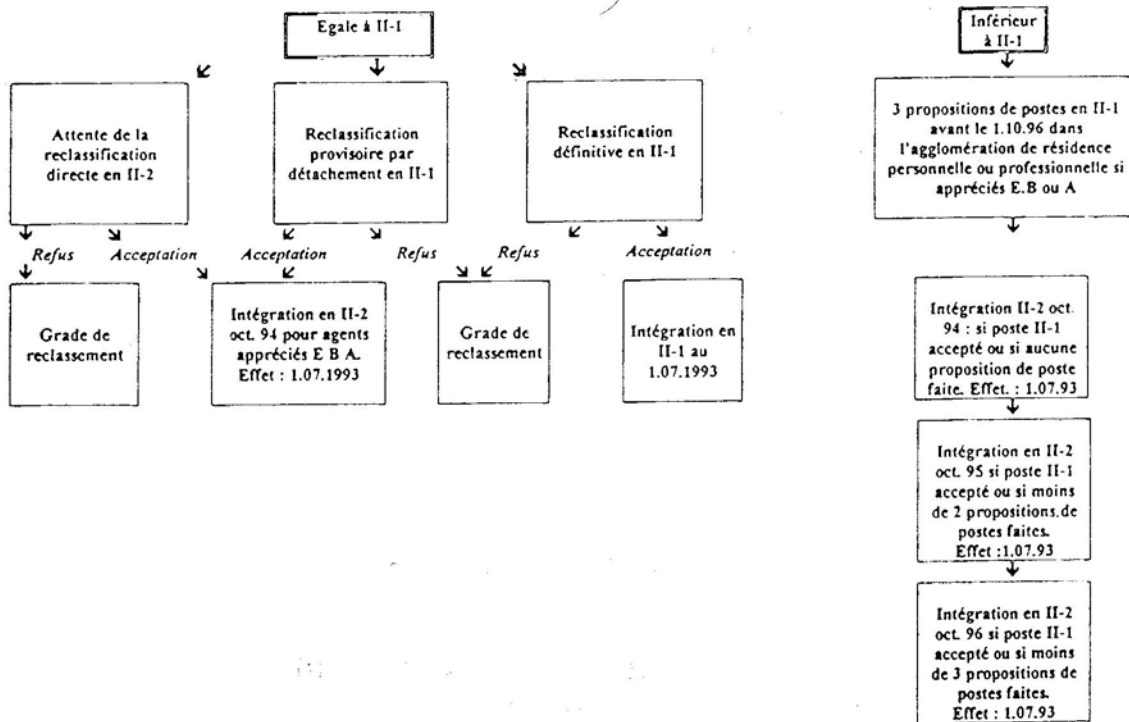 Egale à II-1
Attente de la
reclassification
directe en II-2
Reclassification
provisoire par
détachement en II-1
Reclassification
définitive en II-1
Refus
Acceptation
Acceptation
Refus
Refus
Acceptation
Grade de
reclassement
Intégration en II-2
oct. 94 pour agents
appréciés E B A.
Effet : 1.07.1993
Grade de
reclassement
Intégration en
II-1 au
1.07.1993
Inférieur
à II-1
3 propositions de postes en II-1
avant le 1.10.96 dans
l'agglomération de résidence
personnelle ou professionnelle si
appréciés E.B ou A
Intégration II-2 oct.
94 : si poste II-1
accepté ou si aucune
proposition de poste
faite. Effet. : 1.07.93
Intégration en II-2
oct. 95 si poste II-1
accepté ou si moins
de 2 propositions.de
postes faites.
Effet :1.07.93
Intégration en II-2
oct. 96 si poste II-1
accepté ou si moins
de 3 propositions de
postes faites.
Effet : 1.07.93